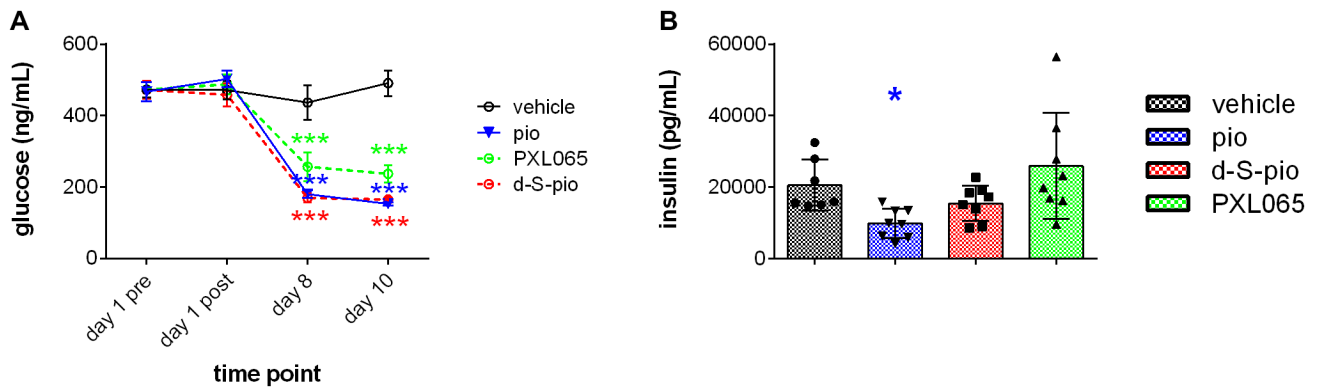 A
600
400
200
0
glucose (ng/mL)
***
***
***
***
***
***
day 1 pre
day 1 post
day 8
day 10
time point
vehicle
pio
PXL065
d-S-pio
B
60000
40000
20000
0
insulin (pg/mL)
*
vehicle
pio
d-S-pio
PXL065